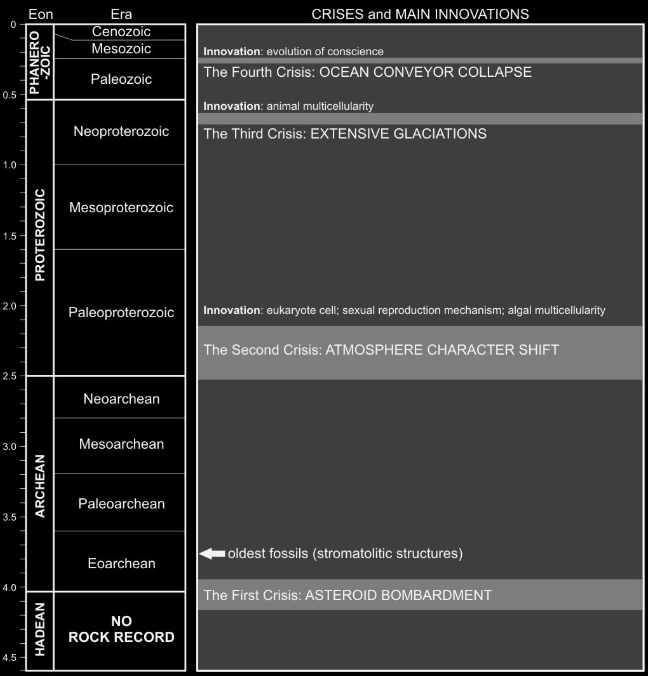 Eon
Era
CRISES and MAIN INNOVATIONS
0
0.5
1.0
1.5
2.0
2.5
3.0
3.5
4.0
4.5
PHANERO
-ZOIC
PROTEROZOIC
ARCHEAN
HADEAN
Cenozoic
Mesozoic
Paleozoic
Neoproterozoic
Mesoproterozoic
Paleoproterozoic
Neoarchean
Mesoarchean
Paleoarchean
Eoarchean
NO
ROCK RECORD
Innovation: evolution of conscience
The Fourth Crisis: OCEAN CONVEYOR COLLAPSE
Innovation: animal multicellularity
The Third Crisis: EXTENSIVE GLACIATIONS
Innovation: eukaryote cell; sexual reproduction mechanism; algal multicellularity
The Second Crisis: ATMOSPHERE CHARACTER SHIFT
oldest fossils (stromatolitic structures)
The First Crisis: ASTEROID BOMBARDMENT